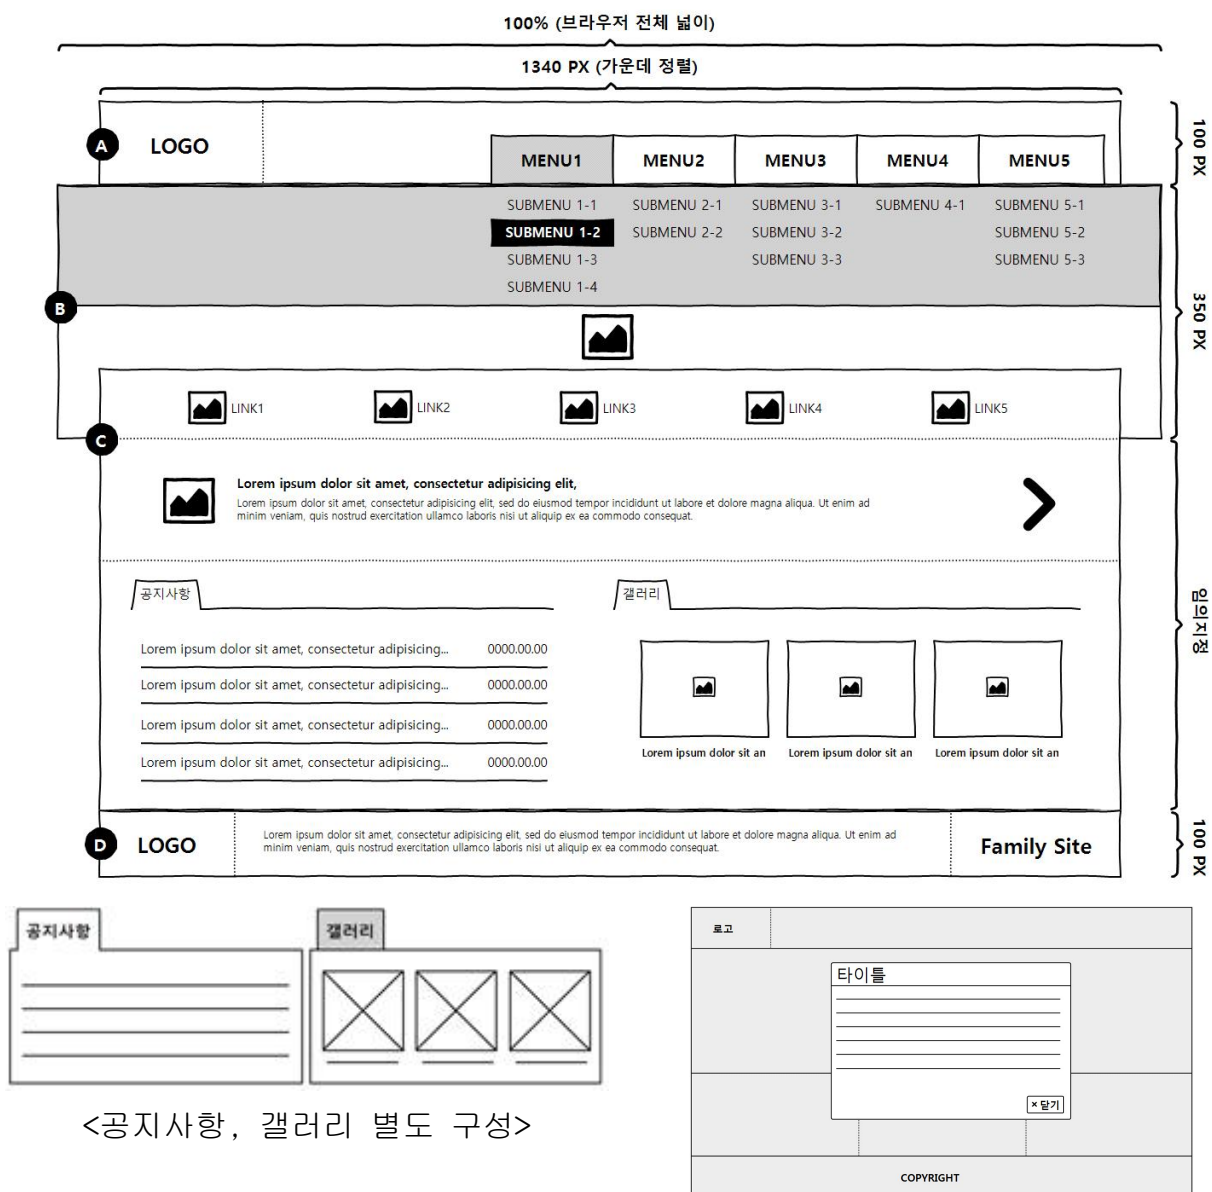 100% (브라우저 전체 넓이)
1340 PX (가운데 정렬)
A
LOGO
MENU1 MENU2 MENU3 MENU4 MENU5
100 PX
SUBMENU 1-1 SUBMENU 2-1 SUBMENU 3-1 SUBMENU 4-1 SUBMENU 5-1
SUBMENU 1-2 SUBMENU 2-2 SUBMENU 3-2 SUBMENU 5-2
SUBMENU 1-3 SUBMENU 3-3 SUBMENU 5-3
SUBMENU 1-4
B
350 PX
LINK1 LINK2 LINK3 LINK4 LINK5
C
Lorem ipsum dolor sit amet, consectetur adipisicing elit,
Lorem ipsum dolor sit amet, consectetur adipisicing elit, sed do eiusmod tempor incididunt ut labore et dolore magna aliqua. Ut enim ad
minim veniam, quis nostrud exercitation ullamco laboris nisi ut aliquip ex ea commodo consequat.
임의지정
공지사항
Lorem ipsum dolor sit amet, consectetur adipisicing... 0000.00.00
Lorem ipsum dolor sit amet, consectetur adipisicing... 0000.00.00
Lorem ipsum dolor sit amet, consectetur adipisicing... 0000.00.00
Lorem ipsum dolor sit amet, consectetur adipisicing... 0000.00.00
갤러리
Lorem ipsum dolor sit an Lorem ipsum dolor sit an Lorem ipsum dolor sit an
D
LOGO
Lorem ipsum dolor sit amet, consectetur adipisicing elit, sed do eiusmod tempor incididunt ut labore et dolore magna aliqua. Ut enim ad
minim veniam, quis nostrud exercitation ullamco laboris nisi ut aliquip ex ea commodo consequat.
Family Site
100 PX
공지사항 갤러리
<공지사항, 갤러리 별도 구성>
로고
타이틀
×닫기
COPYRIGHT